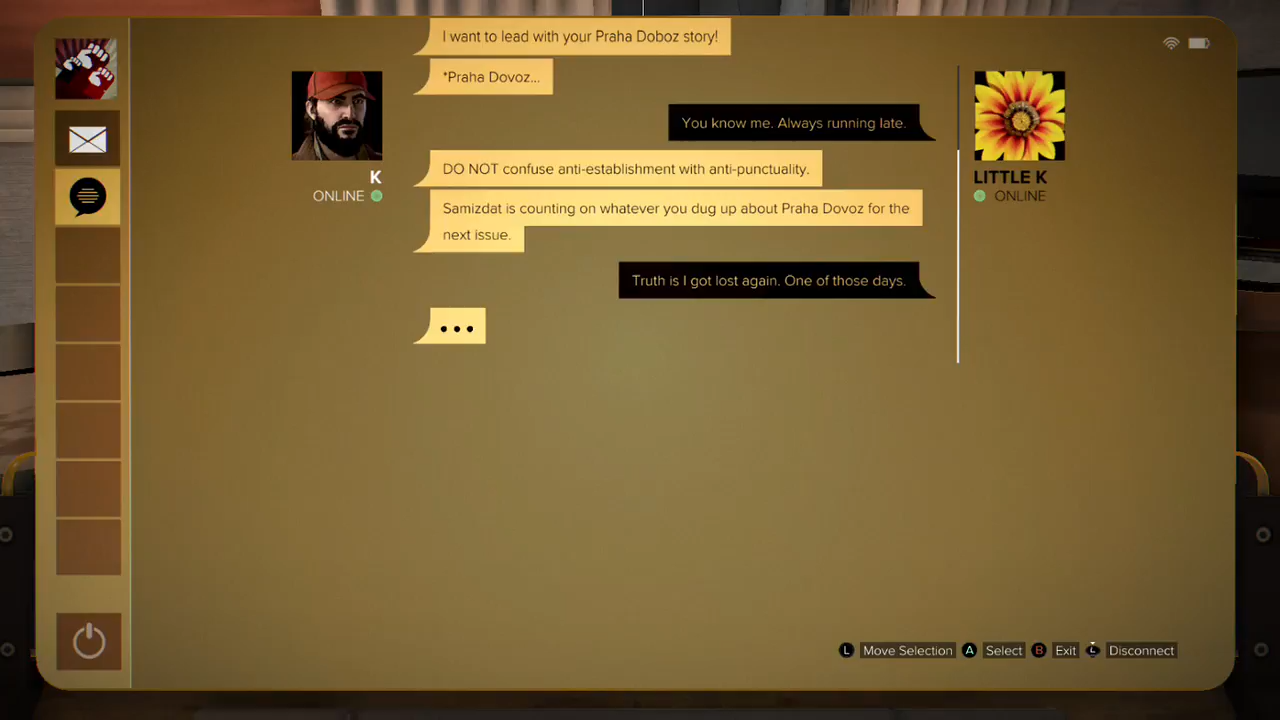 I want to lead with your Praha Doboz story!
*Praha Dovoz...
You know me. Always running late.
DO NOT confuse anti-establishment with anti-punctuality.
K
ONLINE
LITTLE K
ONLINE
Samizdat is counting on whatever you dug up about Praha Dovoz for the
next issue.
Truth is I got lost again. One of those days.
...
L Move Selection A Select B Exit L Disconnect